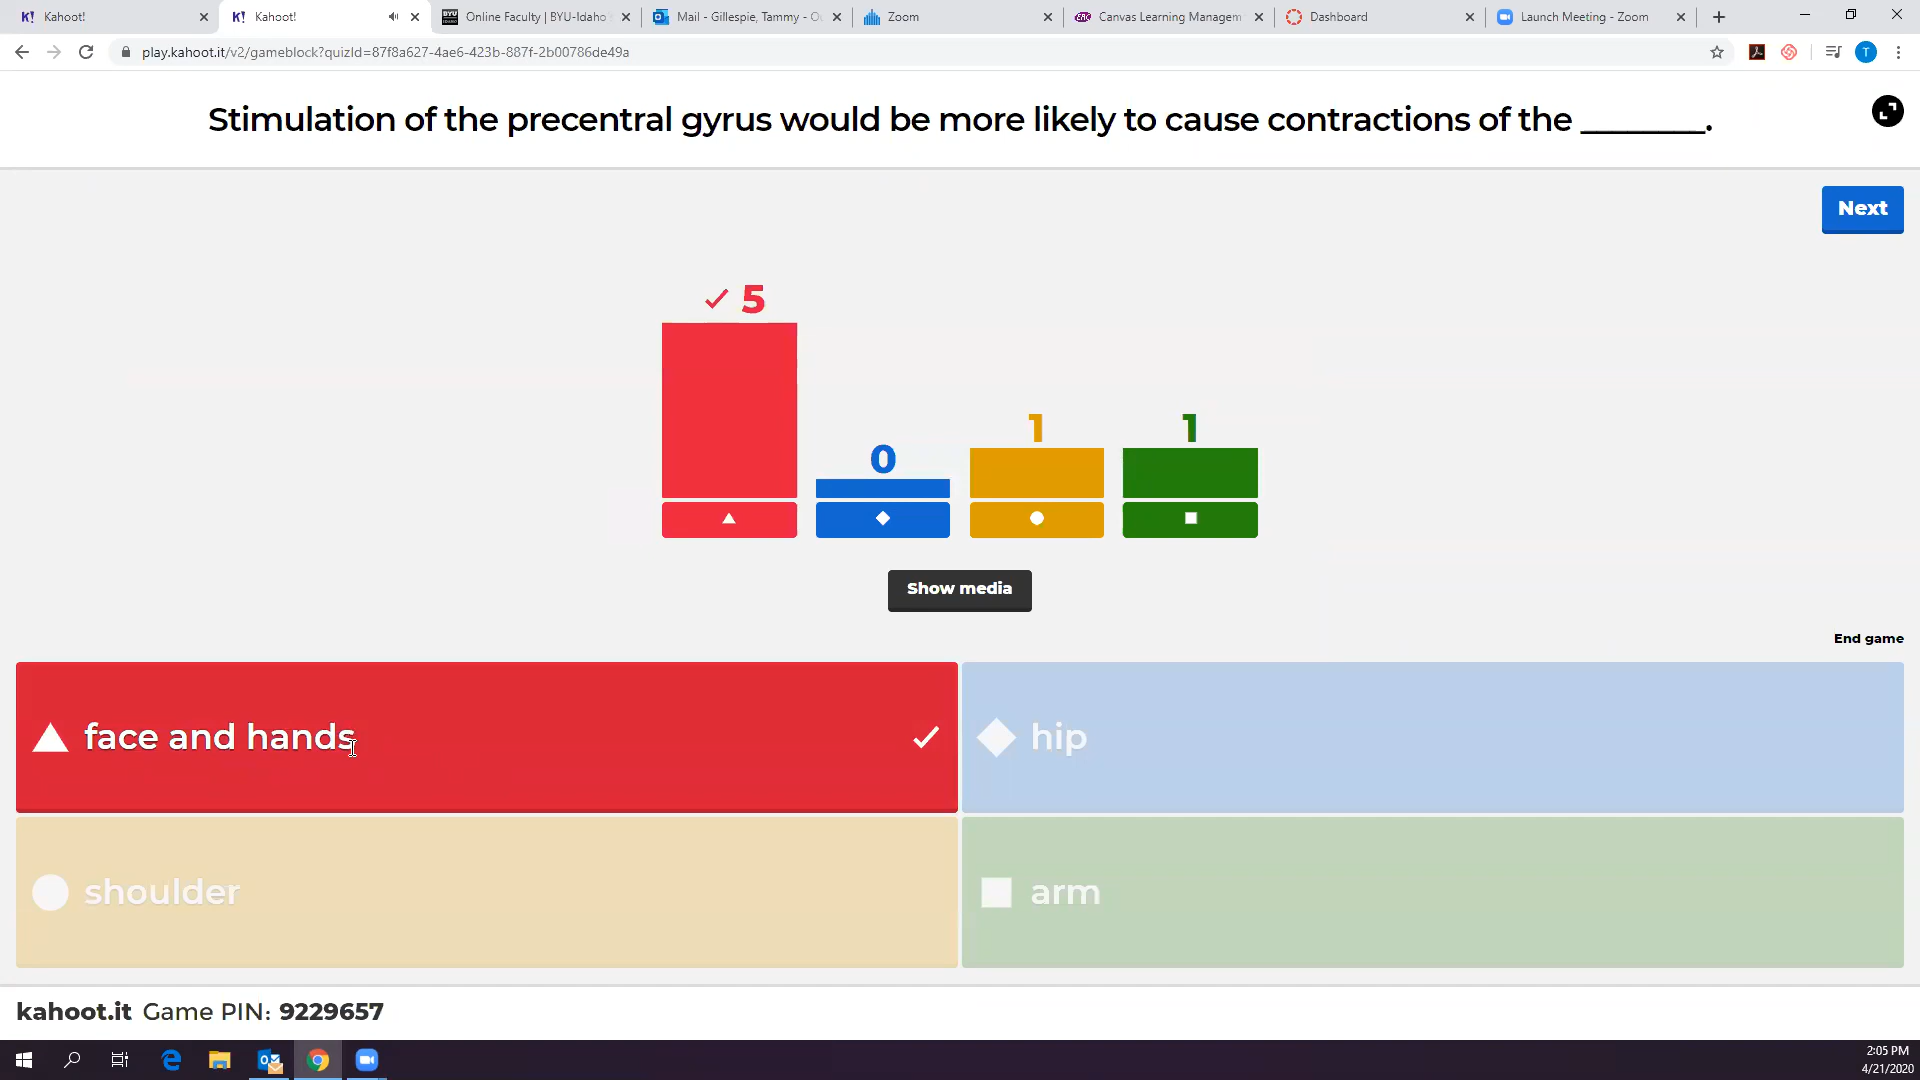 Kahoot!
Kahoot!
Online Faculty | BYU-Idaho
Mail - Gillespie, Tammy - Ou
Zoom
Canvas Learning Managem
Dashboard
Launch Meeting - Zoom
play.kahoot.it/v2/gameblock?quizId=87f8a627-4ae6-423b-887f-2b00786de49a
T
Stimulation of the precentral gyrus would be more likely to cause contractions of the ________.
Next
5
0
1
1
Show media
End game
face and hands
hip
shoulder
arm
kahoot.it Game PIN: 9229657
2:05 PM
4/21/2020